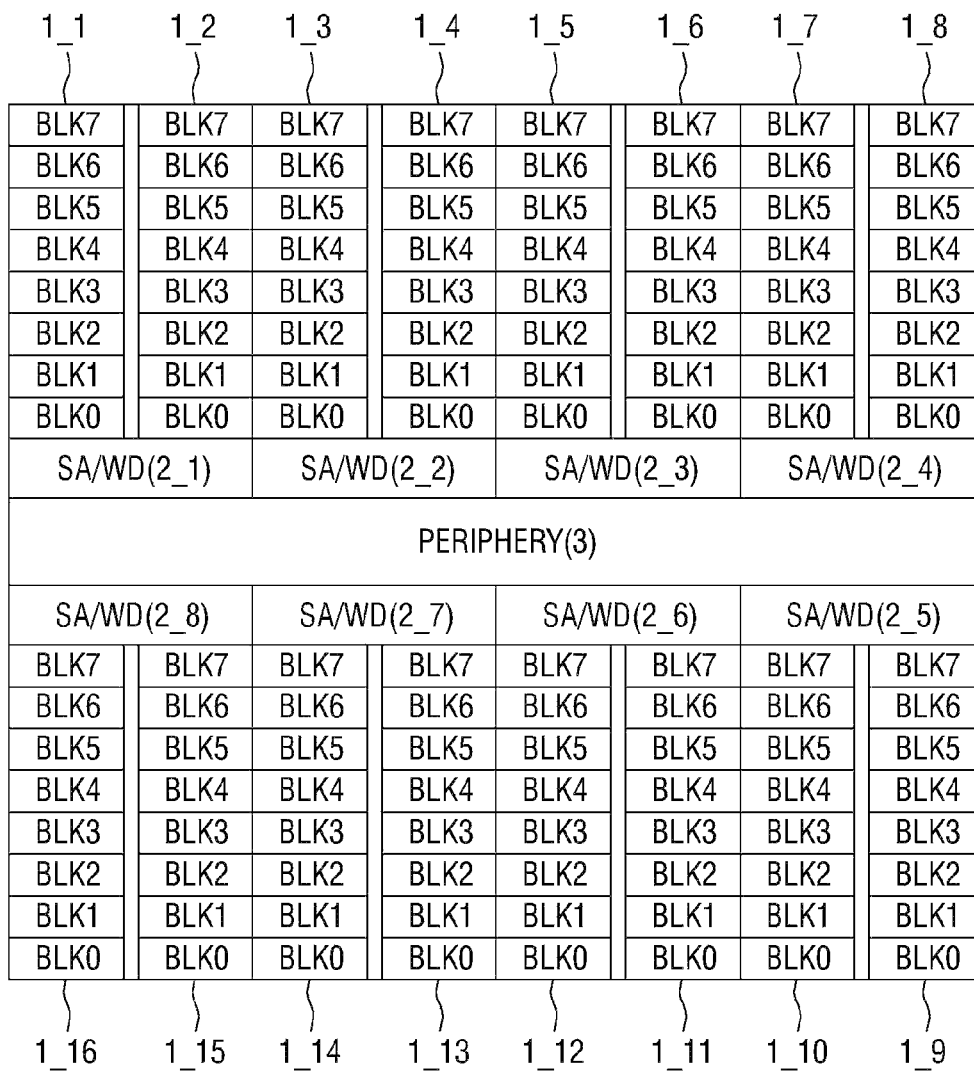 1_1 1_2 1_3 1_4 1_5 1_6 1_7 1_8
BLK7 BLK7 BLK7 BLK7 BLK7 BLK7 BLK7 BLK7
BLK6 BLK6 BLK6 BLK6 BLK6 BLK6 BLK6 BLK6
BLK5 BLK5 BLK5 BLK5 BLK5 BLK5 BLK5 BLK5
BLK4 BLK4 BLK4 BLK4 BLK4 BLK4 BLK4 BLK4
BLK3 BLK3 BLK3 BLK3 BLK3 BLK3 BLK3 BLK3
BLK2 BLK2 BLK2 BLK2 BLK2 BLK2 BLK2 BLK2
BLK1 BLK1 BLK1 BLK1 BLK1 BLK1 BLK1 BLK1
BLK0 BLK0 BLK0 BLK0 BLK0 BLK0 BLK0 BLK0
SA/WD(2_1) SA/WD(2_2) SA/WD(2_3) SA/WD(2_4)
PERIPHERY(3)
SA/WD(2_8) SA/WD(2_7) SA/WD(2_6) SA/WD(2_5)
BLK7 BLK7 BLK7 BLK7 BLK7 BLK7 BLK7 BLK7
BLK6 BLK6 BLK6 BLK6 BLK6 BLK6 BLK6 BLK6
BLK5 BLK5 BLK5 BLK5 BLK5 BLK5 BLK5 BLK5
BLK4 BLK4 BLK4 BLK4 BLK4 BLK4 BLK4 BLK4
BLK3 BLK3 BLK3 BLK3 BLK3 BLK3 BLK3 BLK3
BLK2 BLK2 BLK2 BLK2 BLK2 BLK2 BLK2 BLK2
BLK1 BLK1 BLK1 BLK1 BLK1 BLK1 BLK1 BLK1
BLK0 BLK0 BLK0 BLK0 BLK0 BLK0 BLK0 BLK0
1_16 1_15 1_14 1_13 1_12 1_11 1_10 1_9